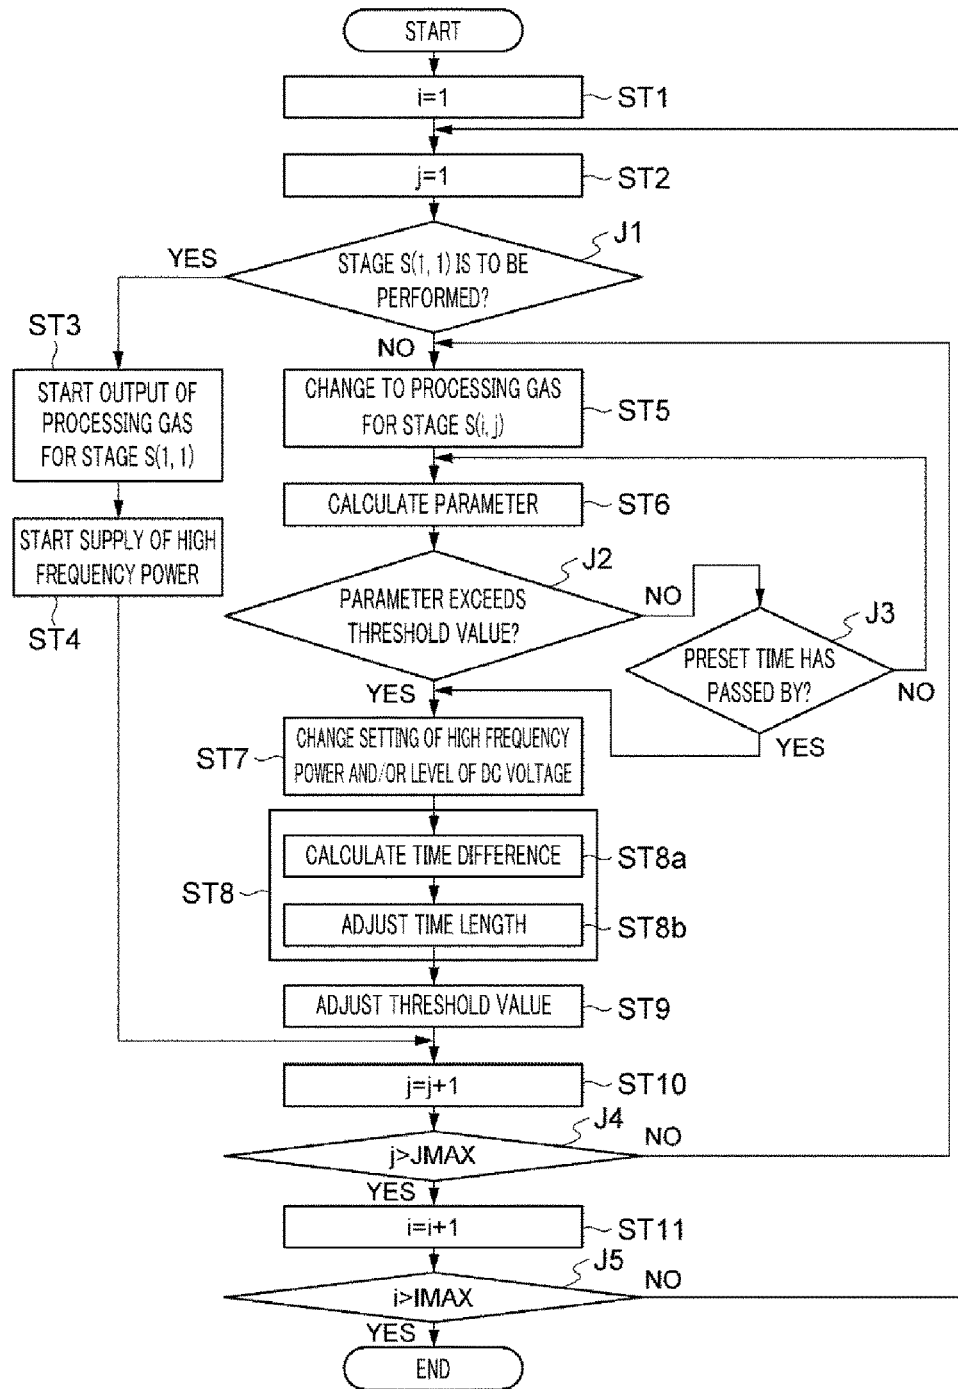 START
i=1
ST1
j=1
ST2
J1
YES
STAGE S(1, 1) IS TO BE
PERFORMED?
ST3
NO
START OUTPUT OF
PROCESSING GAS
FOR STAGE S(1, 1)
CHANGE TO PROCESSING GAS
FOR STAGE S(i, j)
ST5
CALCULATE PARAMETER
ST6
START SUPPLY OF HIGH
FREQUENCY POWER
ST4
J2
PARAMETER EXCEEDS
THRESHOLD VALUE?
NO
J3
PRESET TIME HAS
PASSED BY?
NO
YES
YES
ST7
CHANGE SETTING OF HIGH FREQUENCY
POWER AND/OR LEVEL OF DC VOLTAGE
ST8
CALCULATE TIME DIFFERENCE
ST8a
ADJUST TIME LENGTH
ST8b
ADJUST THRESHOLD VALUE
ST9
j=j+1
ST10
J4
j>JMAX
NO
YES
i=i+1
ST11
J5
i>IMAX
NO
YES
END